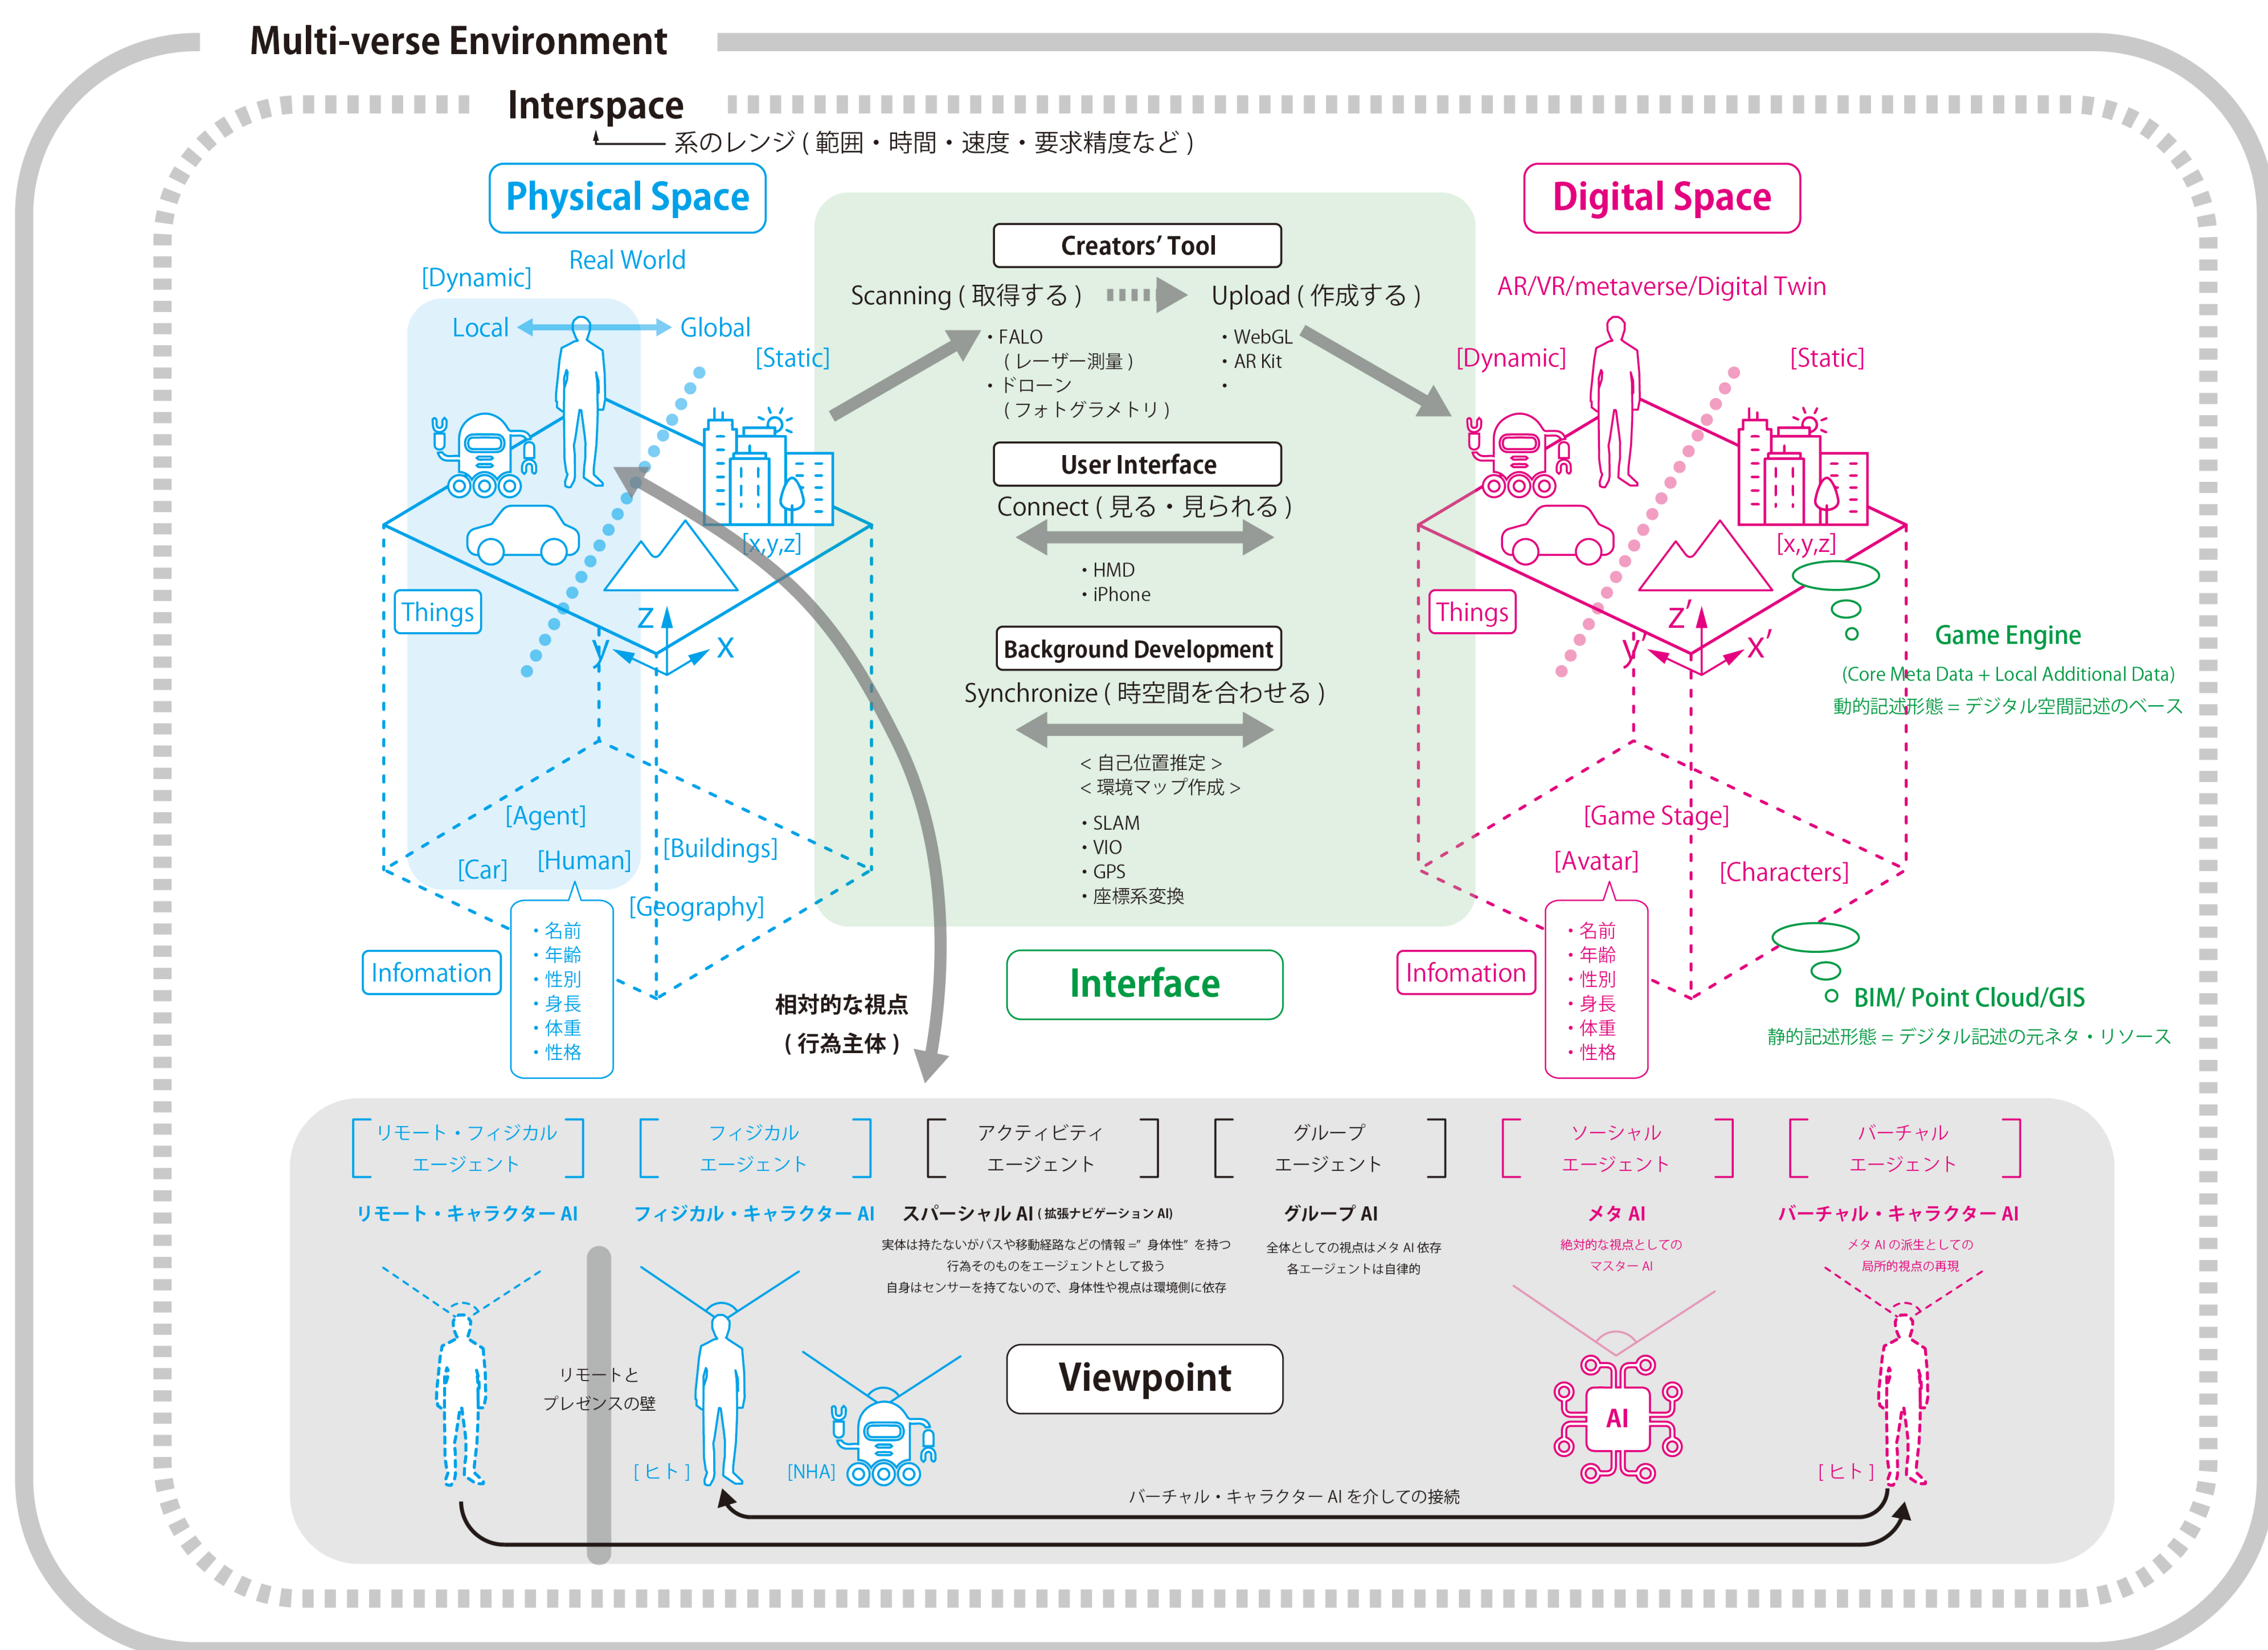 Multi-verse Environment
Interspace
系のレンジ ( 範囲・時間・速度・要求精度など )
Physical Space
Real World
[Dynamic]
Local
Global
[Static]
[x,y,z]
Things
z
y
x
[Agent]
[Car]
[Human]
[Buildings]
[Geography]
Infomation
・名前
・年齢
・性別
・身長
・体重
・性格
Creators’ Tool
Scanning ( 取得する )
Upload ( 作成する )
・FALO
( レーザー測量 )
・ドローン
( フォトグラメトリ )
・WebGL
・AR Kit
・
User Interface
Connect ( 見る・見られる )
・HMD
・iPhone
Background Development
Synchronize ( 時空間を合わせる )
< 自己位置推定 >
< 環境マップ作成 >
・SLAM
・VIO
・GPS
・座標系変換
Interface
相対的な視点
( 行為主体 )
Digital Space
AR/VR/metaverse/Digital Twin
[Dynamic]
[Static]
[x,y,z]
Things
z’
y’
x’
Game Engine
(Core Meta Data + Local Additional Data)
動的記述形態 = デジタル空間記述のベース
[Game Stage]
[Avatar]
[Characters]
Infomation
・名前
・年齢
・性別
・身長
・体重
・性格
BIM/ Point Cloud/GIS
静的記述形態 = デジタル記述の元ネタ・リソース
リモート・フィジカル
エージェント
リモート・キャラクター AI
フィジカル
エージェント
フィジカル・キャラクター AI
アクティビティ
エージェント
スパーシャル AI ( 拡張ナビゲーション AI)
実体は持たないがパスや移動経路などの情報 =” 身体性” を持つ
行為そのものをエージェントとして扱う
自身はセンサーを持てないので、身体性や視点は環境側に依存
グループ
エージェント
グループ AI
全体としての視点はメタ AI 依存
各エージェントは自律的
ソーシャル
エージェント
メタ AI
絶対的な視点としての
マスター AI
バーチャル
エージェント
バーチャル・キャラクター AI
メタ AI の派生としての
局所的視点の再現
リモートと
プレゼンスの壁
[ ヒト ]
[NHA]
Viewpoint
AI
[ ヒト ]
バーチャル・キャラクター AI を介しての接続